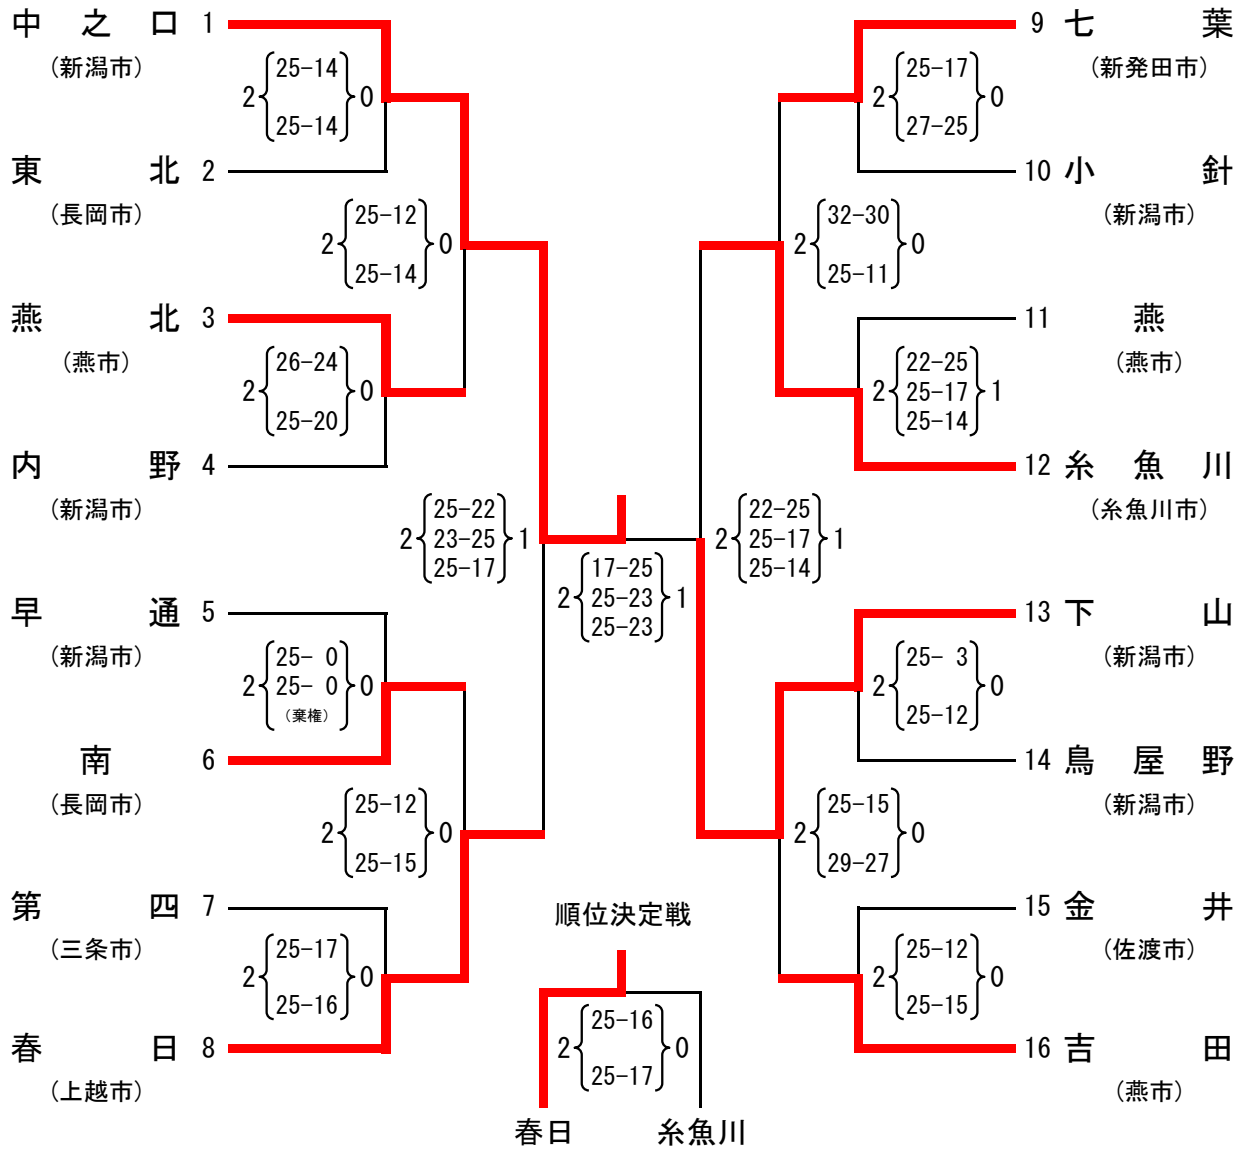 中之口 1
(新潟市)
2 25-14 0
25-14
東北 2
(長岡市)
2 25-12 0
25-14
燕北 3
(燕市)
2 26-24 0
25-20
内野 4
(新潟市)
2 25-22 1
23-25
25-17
早通 5
(新潟市)
2 25- 0 0
25- 0
(棄権)
南 6
(長岡市)
2 25-12 0
25-15
第四 7
(三条市)
2 25-17 0
25-16
春日 8
(上越市)
2 17-25 1
25-23
25-23
順位決定戦
2 25-16 0
25-17
春日 糸魚川
9 七葉
(新発田市)
2 25-17 0
27-25
10 小針
(新潟市)
2 32-30 0
25-11
11 燕
(燕市)
2 22-25 1
25-17
25-14
12 糸魚川
(糸魚川市)
2 22-25 1
25-17
25-14
13 下山
(新潟市)
2 25- 3 0
25-12
14 鳥屋野
(新潟市)
2 25-15 0
29-27
15 金井
(佐渡市)
2 25-12 0
25-15
16 吉田
(燕市)